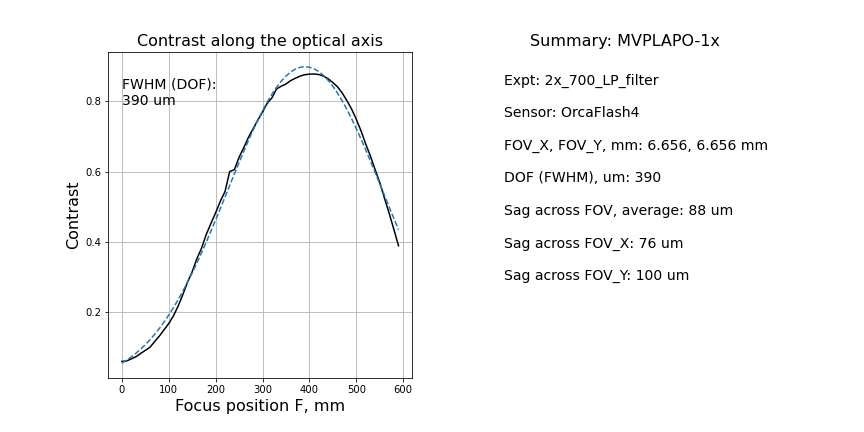 Contrast along the optical axis
FWHM (DOF):
390 um
0.8
0.6
0.4
0.2
Contrast
0 100 200 300 400 500 600
Focus position F, mm
Summary: MVPLAPO-1x
Expt: 2x_700_LP_filter
Sensor: OrcaFlash4
FOV_X, FOV_Y, mm: 6.656, 6.656 mm
DOF (FWHM), um: 390
Sag across FOV, average: 88 um
Sag across FOV_X: 76 um
Sag across FOV_Y: 100 um